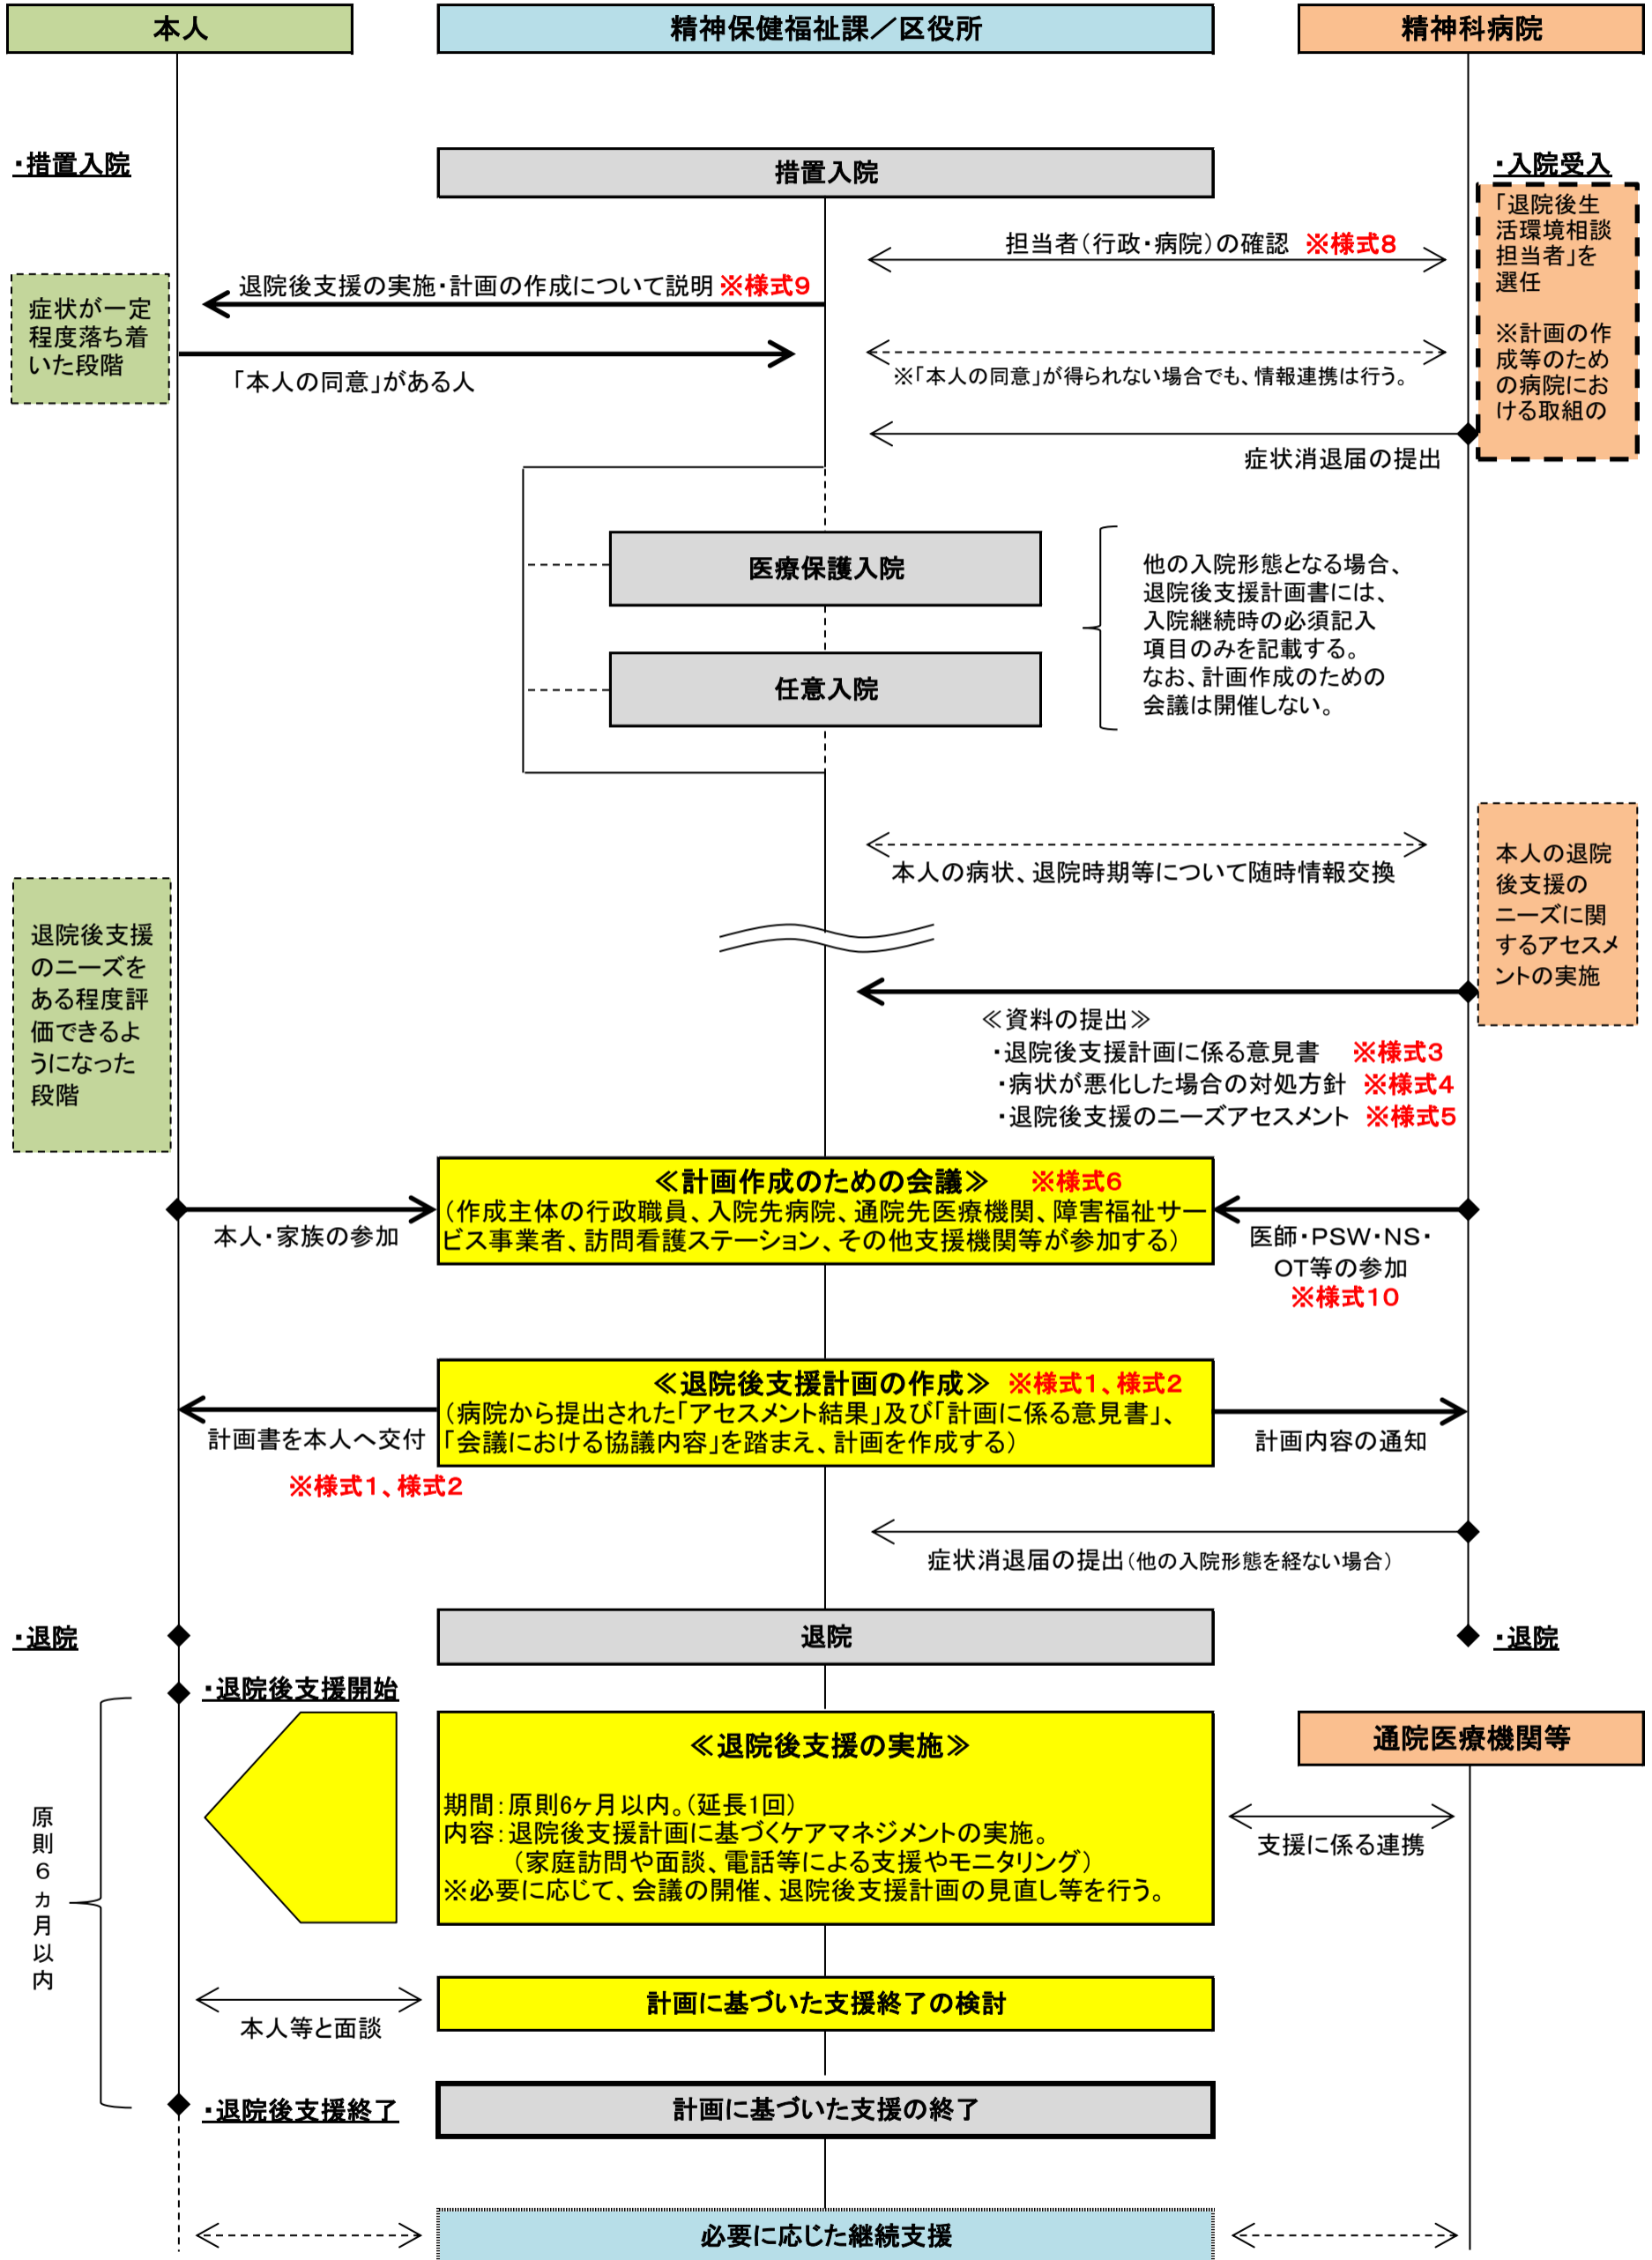 本人
精神保健福祉課／区役所
精神科病院
・措置入院
措置入院
・入院受入
「退院後生
活環境相談
担当者」を
選任
※計画の作
成等のため
の病院にお
ける取組の
担当者（行政・病院）の確認　※様式８
退院後支援の実施・計画の作成について説明 ※様式９
症状が一定
程度落ち着
いた段階
「本人の同意」がある人
※「本人の同意」が得られない場合でも、情報連携は行う。
症状消退届の提出
医療保護入院
任意入院
他の入院形態となる場合、
退院後支援計画書には、
入院継続時の必須記入
項目のみを記載する。
なお、計画作成のための
会議は開催しない。
本人の病状、退院時期等について随時情報交換
本人の退院
後支援の
ニーズに関
するアセスメ
ントの実施
退院後支援
のニーズを
ある程度評
価できるよ
うになった
段階
≪資料の提出≫
・退院後支援計画に係る意見書　※様式３
・病状が悪化した場合の対処方針　※様式４
・退院後支援のニーズアセスメント　※様式５
≪計画作成のための会議≫　※様式６
（作成主体の行政職員、入院先病院、通院先医療機関、障害福祉サー
ビス事業者、訪問看護ステーション、その他支援機関等が参加する）
本人・家族の参加
医師・ＰＳＷ・ＮＳ・
ＯＴ等の参加
※様式１０
≪退院後支援計画の作成≫　※様式１、様式２
（病院から提出された「アセスメント結果」及び「計画に係る意見書」、
「会議における協議内容」を踏まえ、計画を作成する）
計画書を本人へ交付
※様式１、様式２
計画内容の通知
症状消退届の提出（他の入院形態を経ない場合）
・退院
退院
・退院
・退院後支援開始
≪退院後支援の実施≫
期間：原則6ヶ月以内。（延長1回）
内容：退院後支援計画に基づくケアマネジメントの実施。
（家庭訪問や面談、電話等による支援やモニタリング）
※必要に応じて、会議の開催、退院後支援計画の見直し等を行う。
通院医療機関等
支援に係る連携
原則６ヵ月以内
計画に基づいた支援終了の検討
本人等と面談
・退院後支援終了
計画に基づいた支援の終了
必要に応じた継続支援